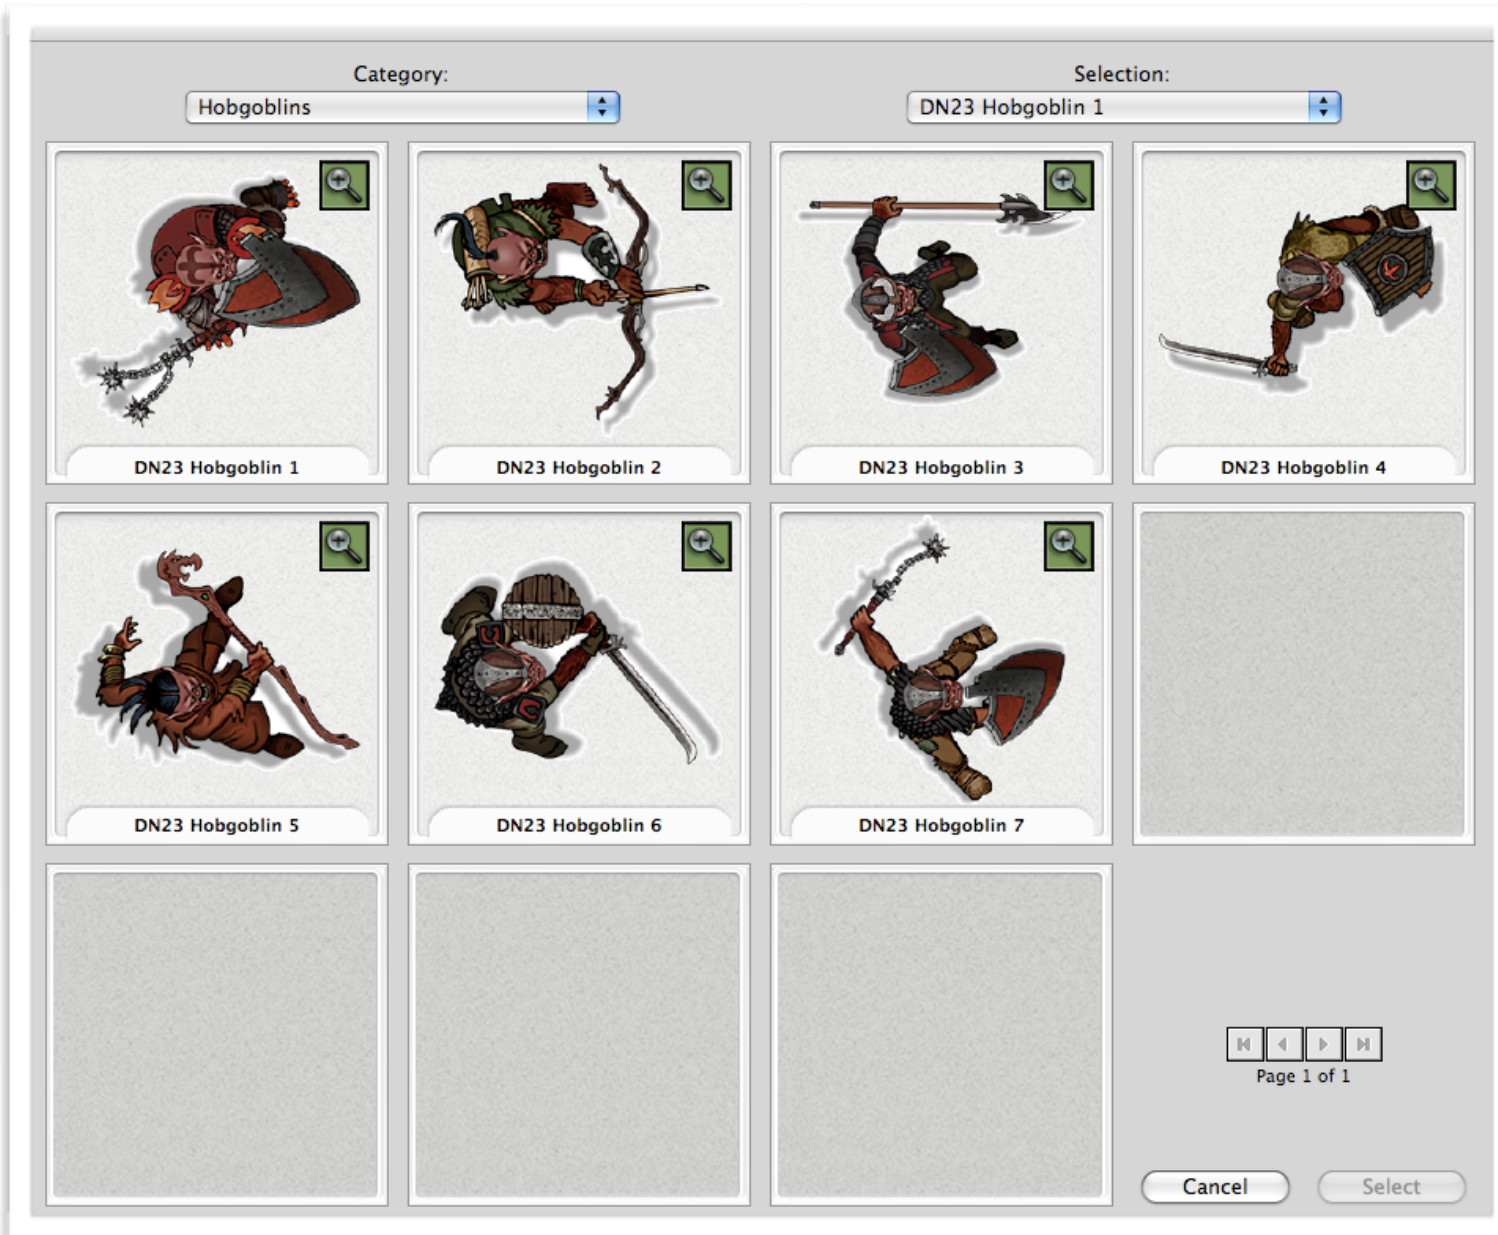 Category:
Selection:
Hobgoblins
DN23 Hobgoblin 1
DN23 Hobgoblin 1
DN23 Hobgoblin 2
DN23 Hobgoblin 3
DN23 Hobgoblin 4
DN23 Hobgoblin 5
DN23 Hobgoblin 6
DN23 Hobgoblin 7
Page 1 of 1
Cancel
Select